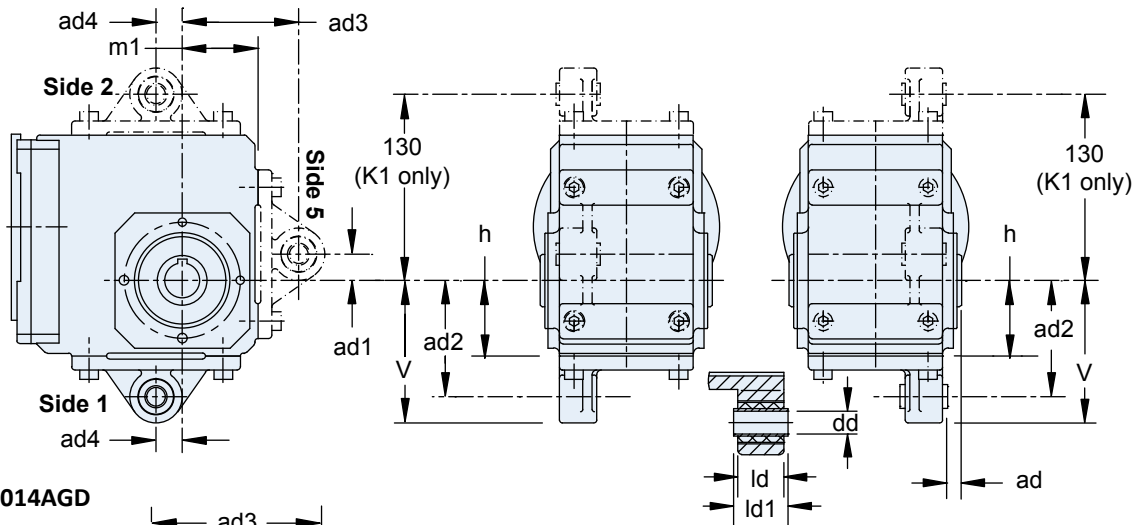 ad4
ad3
m1
Side 2
Side 5
130
(K1 only)
130
(K1 only)
h
h
ad1
ad2
V
ad2
V
Side 1
ad4
dd
ld
ld1
ad
014AGD
ad3